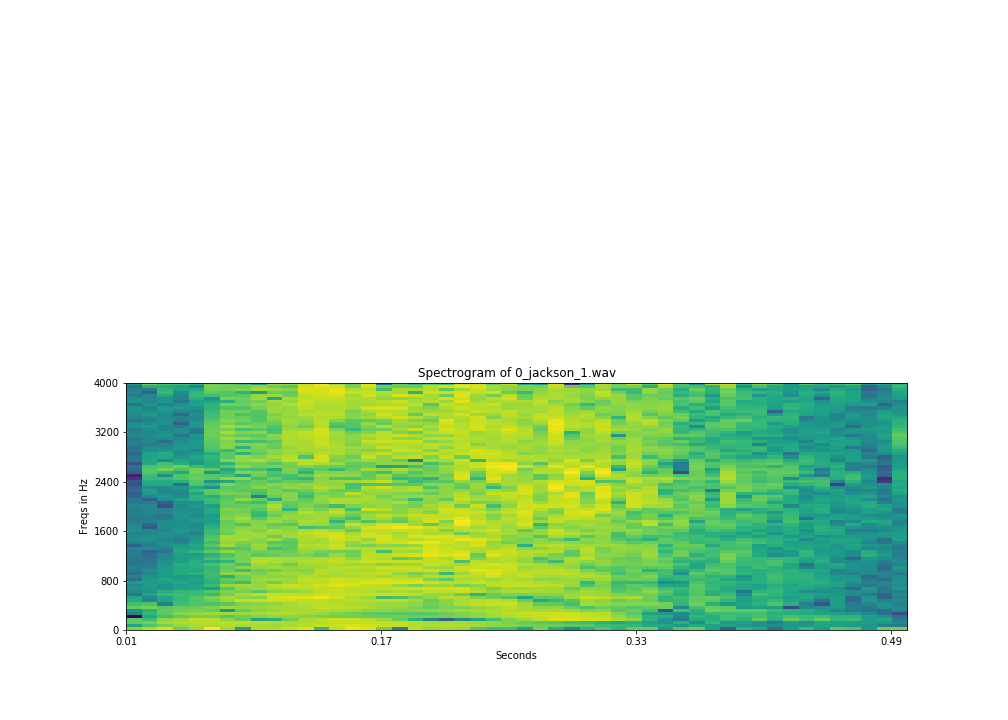 Spectrogram of 0_jackson_1.wav
4000
3200
2400
1600
800
0
Freqs in Hz
0.01 0.17 0.33 0.49
Seconds